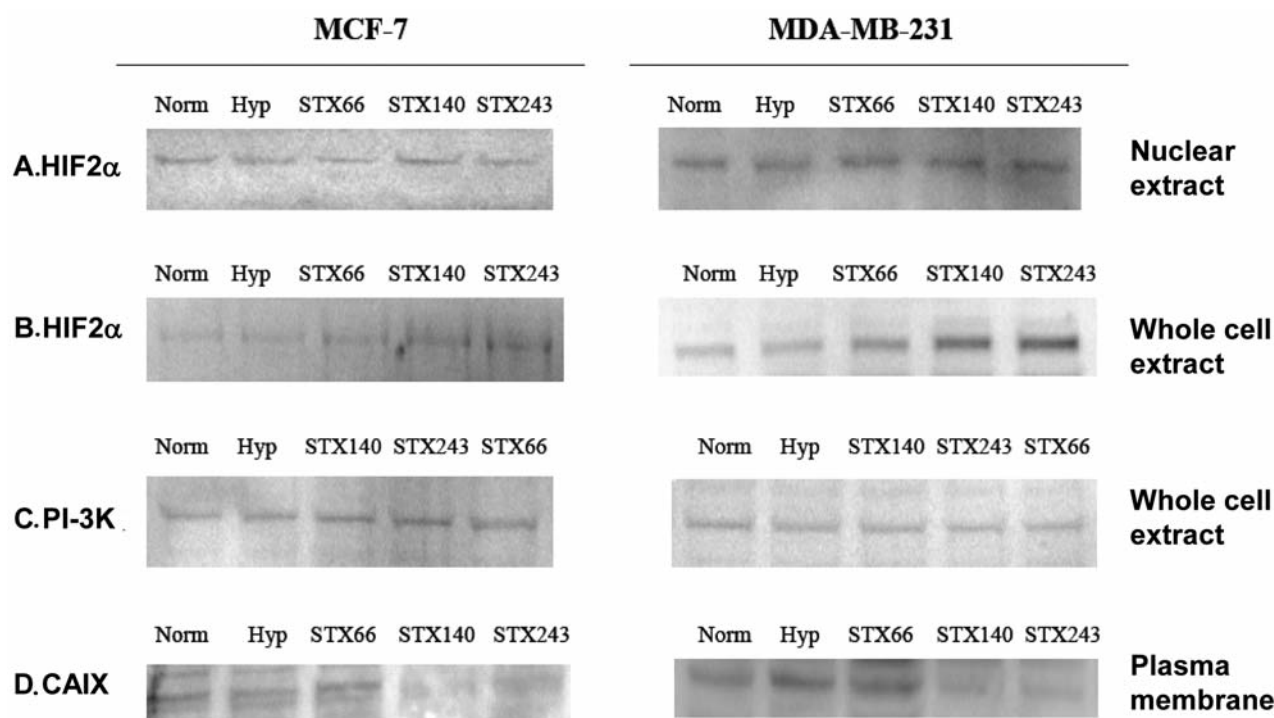 MCF-7 MDA-MB-231
Norm Hyp STX66 STX140 STX243 Norm Hyp STX66 STX140 STX243
A.HIF2α Nuclear
extract
Norm Hyp STX66 STX140 STX243 Norm Hyp STX66 STX140 STX243
B.HIF2α Whole cell
extract
Norm Hyp STX140 STX243 STX66 Norm Hyp STX140 STX243 STX66
C.PI-3K Whole cell
extract
Norm Hyp STX66 STX140 STX243 Norm Hyp STX66 STX140 STX243
D.CAIX Plasma
membrane